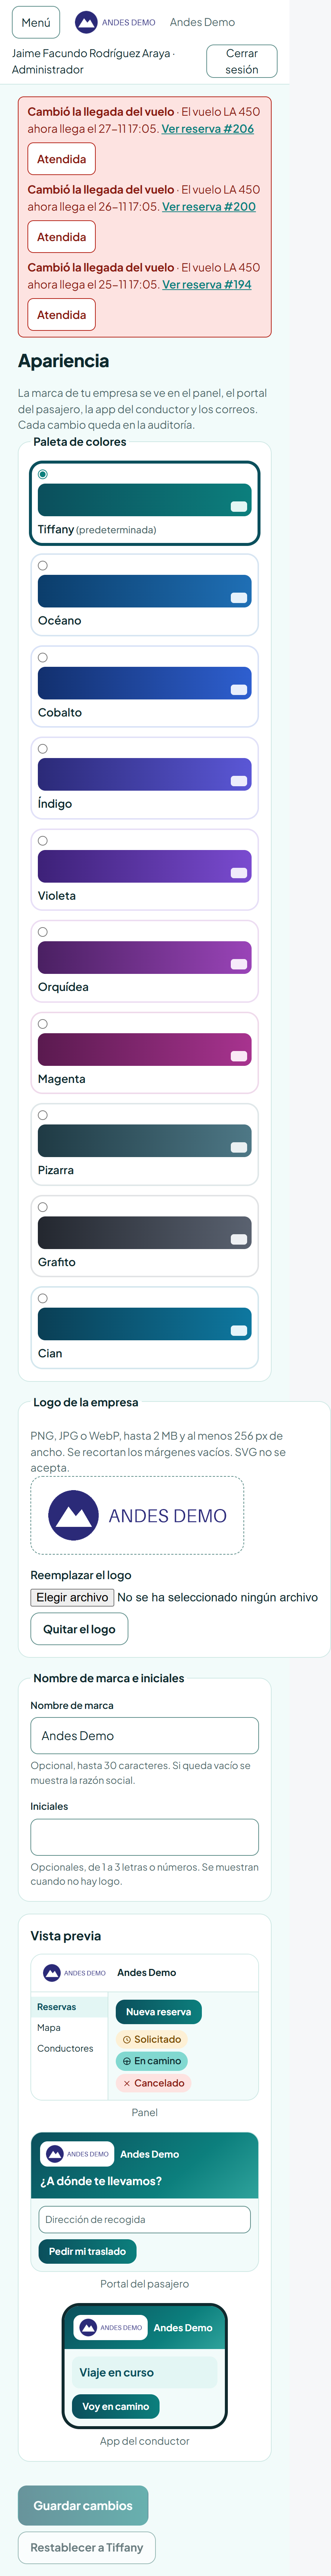 Menú
ANDES DEMO
Andes Demo
Jaime Facundo Rodríguez Araya ·
Administrador
Cerrar
sesión
Cambió la llegada del vuelo · El vuelo LA 450
ahora llega el 27-11 17:05. Ver reserva #206
Atendida
Cambió la llegada del vuelo · El vuelo LA 450
ahora llega el 26-11 17:05. Ver reserva #200
Atendida
Cambió la llegada del vuelo · El vuelo LA 450
ahora llega el 25-11 17:05. Ver reserva #194
Atendida
Apariencia
La marca de tu empresa se ve en el panel, el portal
del pasajero, la app del conductor y los correos.
Cada cambio queda en la auditoría.
Paleta de colores
Tiffany (predeterminada)
Océano
Cobalto
Índigo
Violeta
Orquídea
Magenta
Pizarra
Grafito
Cian
Logo de la empresa
PNG, JPG o WebP, hasta 2 MB y al menos 256 px de
ancho. Se recortan los márgenes vacíos. SVG no se
acepta.
ANDES DEMO
Reemplazar el logo
Elegir archivo No se ha seleccionado ningún archivo
Quitar el logo
Nombre de marca e iniciales
Nombre de marca
Andes Demo
Opcional, hasta 30 caracteres. Si queda vacío se
muestra la razón social.
Iniciales
Opcionales, de 1 a 3 letras o números. Se muestran
cuando no hay logo.
Vista previa
ANDES DEMO
Andes Demo
Reservas
Mapa
Conductores
Nueva reserva
Solicitado
En camino
Cancelado
Panel
ANDES DEMO
Andes Demo
¿A dónde te llevamos?
Dirección de recogida
Pedir mi traslado
Portal del pasajero
ANDES DEMO
Andes Demo
Viaje en curso
Voy en camino
App del conductor
Guardar cambios
Restablecer a Tiffany